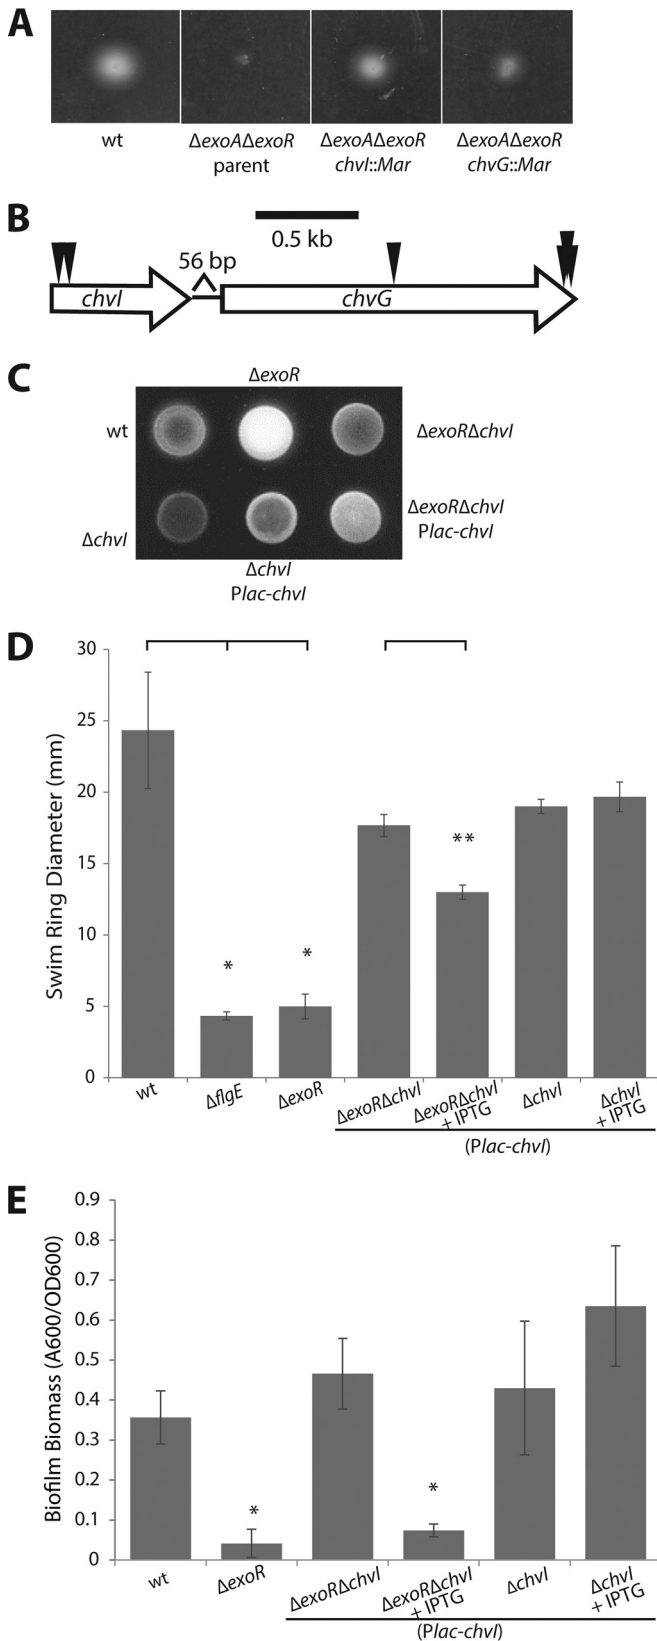 A
wt
ΔexoAΔexoR
parent
ΔexoAΔexoR
chvI::Mar
ΔexoAΔexoR
chvG::Mar
B
0.5 kb
56 bp
chvI
chvG
C
ΔexoR
wt
ΔexoRΔchvI
ΔchvI
ΔexoRΔchvI
Plac-chvI
ΔchvI
Plac-chvI
D
Swim Ring Diameter (mm)
30
25
20
15
10
5
0
*
*
**
wt
ΔflgE
ΔexoR
ΔexoRΔchvI
ΔexoRΔchvI
+ IPTG
ΔchvI
ΔchvI
+ IPTG
(Plac-chvI)
E
Biofilm Biomass (A600/OD600)
0.9
0.8
0.7
0.6
0.5
0.4
0.3
0.2
0.1
0
*
*
wt
ΔexoR
ΔexoRΔchvI
ΔexoRΔchvI
+ IPTG
ΔchvI
ΔchvI
+ IPTG
(Plac-chvI)